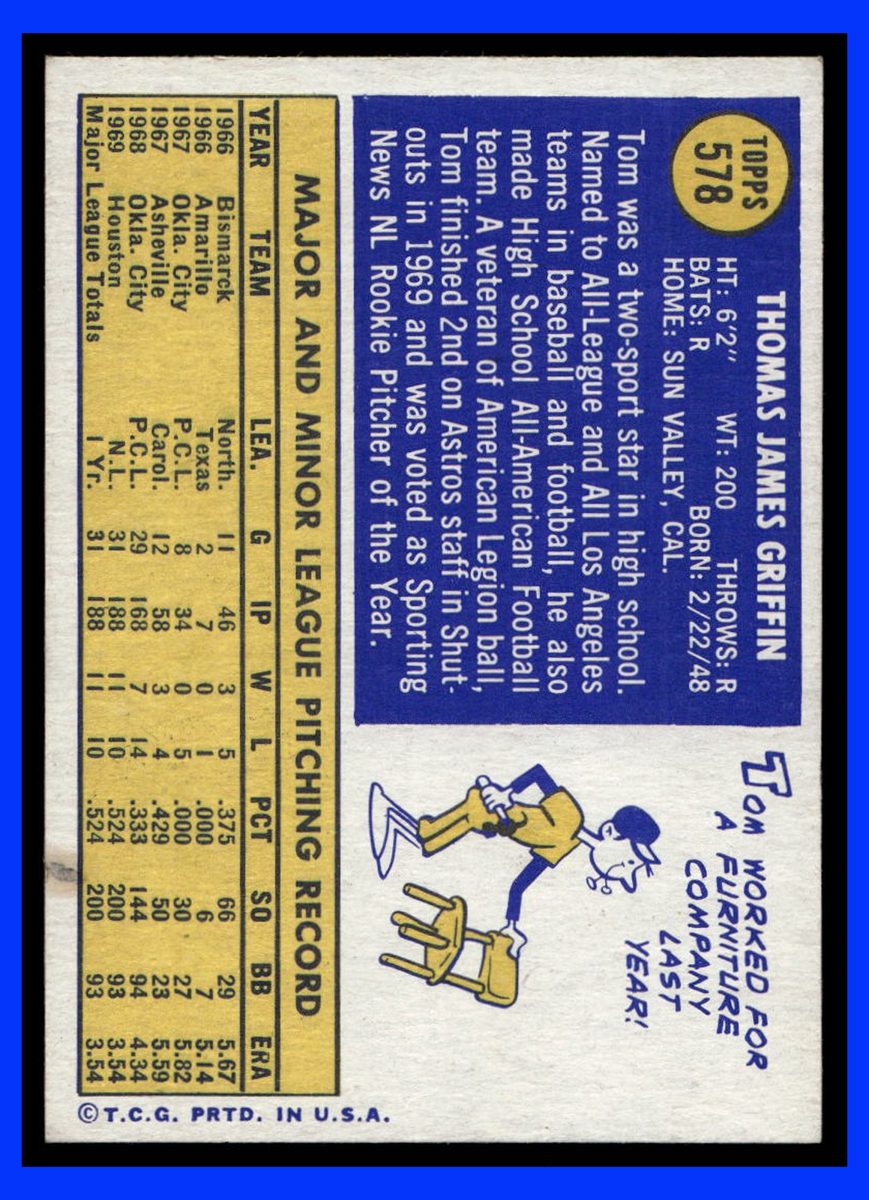 TOPPS
578
THOMAS JAMES GRIFFIN
HT: 6'2" WT: 200 THROWS: R
BATS: R BORN: 2/22/48
HOME: SUN VALLEY, CAL.
Tom was a two-sport star in high school.
Named to All-League and All Los Angeles
teams in baseball and football, he also
made High School All-American Football
team. A veteran of American Legion ball,
Tom finished 2nd on Astros staff in Shut-
outs in 1969 and was voted as Sporting
News NL Rookie Pitcher of the Year.
TOM WORKED FOR
A FURNITURE
COMPANY
LAST
YEAR!
MAJOR AND MINOR LEAGUE PITCHING RECORD
YEAR TEAM LEA. G IP W L PCT SO BB ERA
1966 Bismarck North. 11 46 3 5 .375 66 29 5.67
1966 Amarillo Texas 2 7 0 1 .000 6 7 5.14
1967 Okla. City P.C.L. 8 34 0 5 .000 30 27 5.82
1967 Asheville Carol. 12 58 3 4 .429 50 23 5.59
1968 Okla. City P.C.L. 29 168 7 14 .333 144 94 4.34
1969 Houston N.L. 31 188 11 10 .524 200 93 3.54
Major League Totals 1 Yr. 31 188 11 10 .524 200 93 3.54
© T.C.G. PRTD. IN U.S.A.